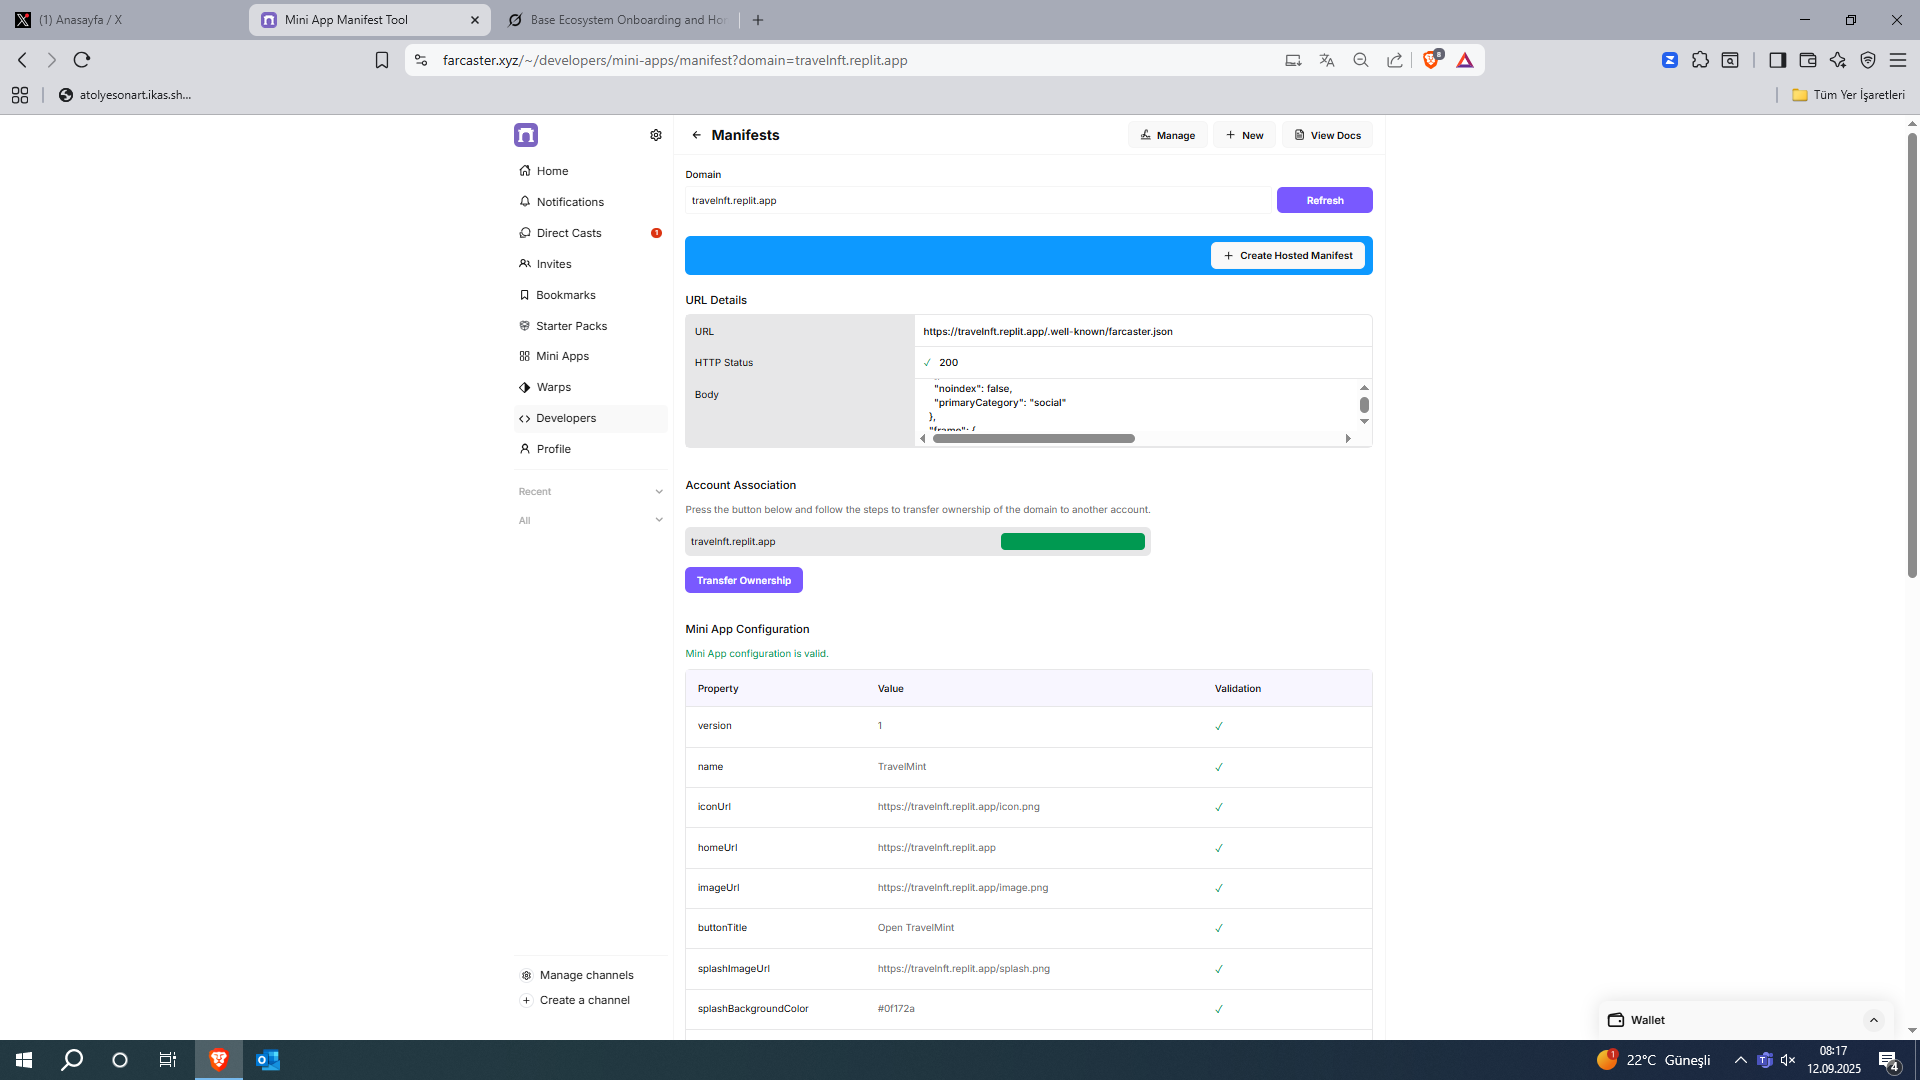 (1) Anasayfa / X
Mini App Manifest Tool
Base Ecosystem Onboarding and Hor
farcaster.xyz/~/developers/mini-apps/manifest?domain=travelnft.replit.app
8
atolyesonart.ikas.sh...
Tüm Yer İşaretleri
Home
Notifications
Direct Casts
1
Invites
Bookmarks
Starter Packs
Mini Apps
Warps
Developers
Profile
Recent
All
Manage channels
Create a channel
Manifests
Manage
New
View Docs
Domain
travelnft.replit.app
Refresh
Create Hosted Manifest
URL Details
URL
https://travelnft.replit.app/.well-known/farcaster.json
HTTP Status
200
Body
"noindex": false,
"primaryCategory": "social"
},
"frame": {
Account Association
Press the button below and follow the steps to transfer ownership of the domain to another account.
travelnft.replit.app
Transfer Ownership
Mini App Configuration
Mini App configuration is valid.
Property Value Validation
version 1
name TravelMint
iconUrl https://travelnft.replit.app/icon.png
homeUrl https://travelnft.replit.app
imageUrl https://travelnft.replit.app/image.png
buttonTitle Open TravelMint
splashImageUrl https://travelnft.replit.app/splash.png
splashBackgroundColor #0f172a
Wallet
1
22°C Güneşli
08:17
12.09.2025
4